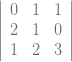 | 0 1 1 |
| 2 1 0 |
| 1 2 3 |